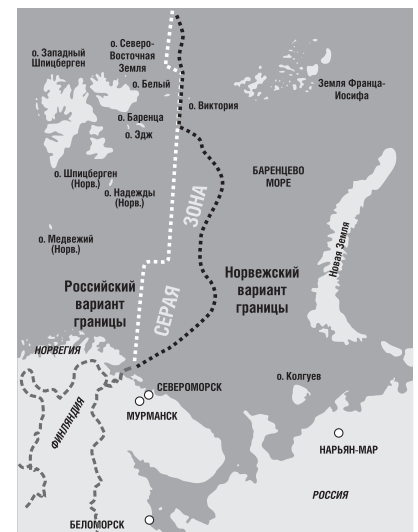 о. Западный
Шпицберген
о. Северо-
Восточная
Земля
о. Белый
о. Виктория
Земля Франца-
Иосифа
о. Баренца
о. Эдж
о. Шпицберген
(Норв.)
о. Надежды
(Норв.)
БАРЕНЦЕВО
МОРЕ
о. Медвежий
(Норв.)
СЕРАЯ ЗОНА
Новая Земля
Российский
вариант
границы
Норвежский
вариант
границы
НОРВЕГИЯ
ФИНЛЯНДИЯ
СЕВЕРОМОРСК
МУРМАНСК
о. Колгуев
НАРЬЯН-МАР
РОССИЯ
БЕЛОМОРСК